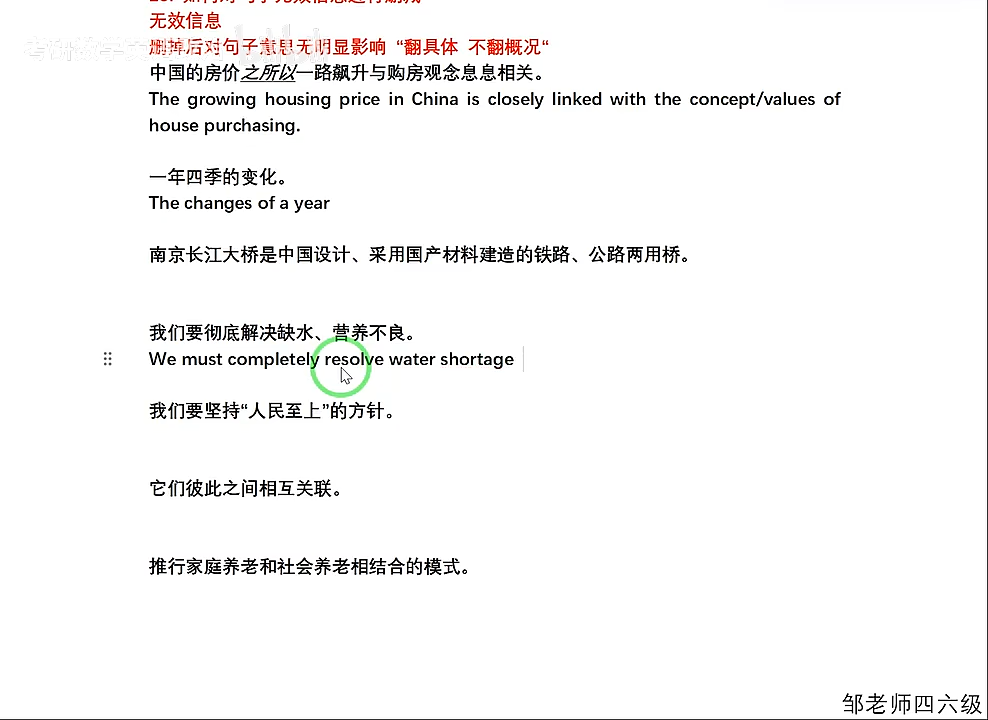 无效信息
删掉后对句子意思无明显影响 “翻具体 不翻概况“
中国的房价之所以一路飙升与购房观念息息相关。
The growing housing price in China is closely linked with the concept/values of
house purchasing.
一年四季的变化。
The changes of a year
南京长江大桥是中国设计、采用国产材料建造的铁路、公路两用桥。
我们要彻底解决缺水、营养不良。
We must completely resolve water shortage
我们要坚持“人民至上”的方针。
它们彼此之间相互关联。
推行家庭养老和社会养老相结合的模式。
邹老师四六级